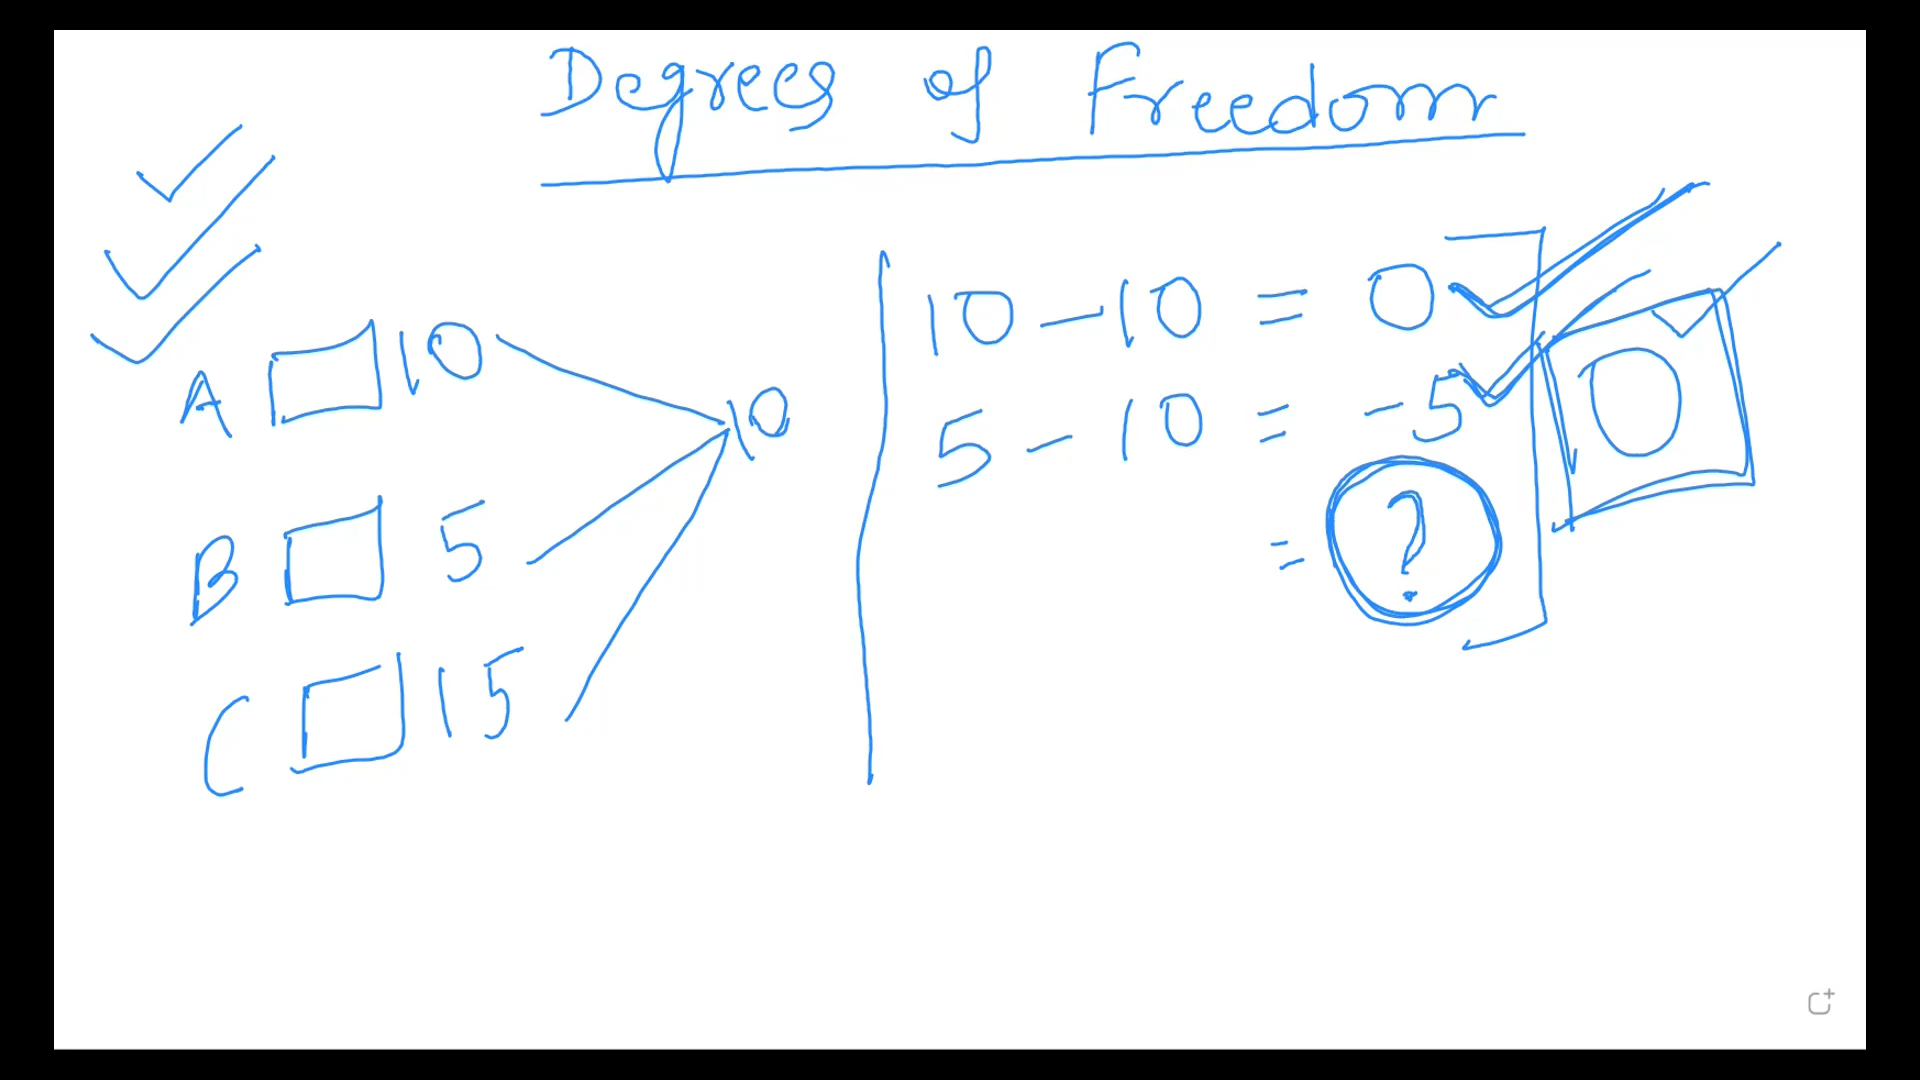 Degrees of Freedom
A 10
B 5
C 15
10
10 - 10 = 0
5 - 10 = -5
= ?
0